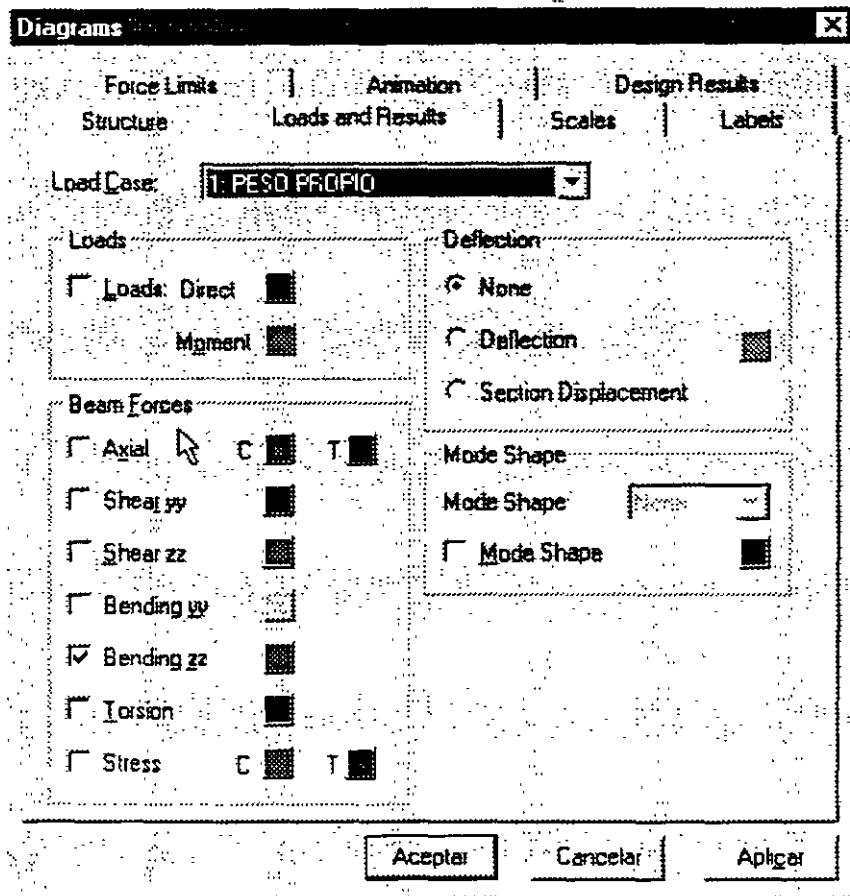 Diagrams
Force Limits Animation Design Results
Structure Loads and Results Scales Labels
Load Case: 1: PESO PROPIO
Loads
Loads: Direct
Moment
Deflection
None
Deflection
Section Displacement
Beam Forces
Axial C T
Shear yy
Shear zz
Bending yy
Bending zz
Torsion
Stress C T
Mode Shape
Mode Shape None
Mode Shape
Aceptar Cancelar Aplicar